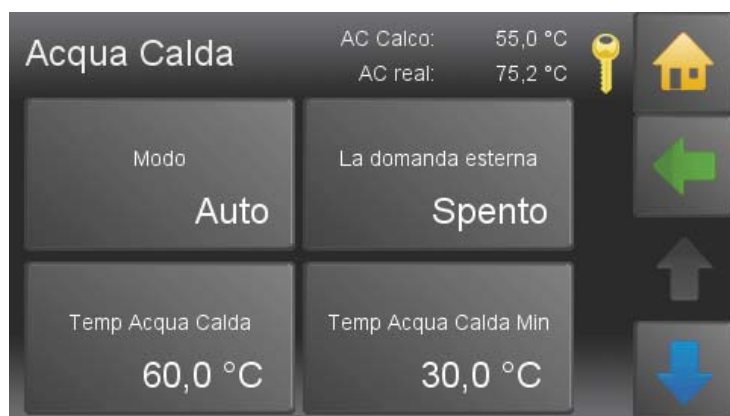 Acqua Calda
AC Calco: 55,0 °C
AC real: 75,2 °C
Modo
Auto
La domanda esterna
Spento
Temp Acqua Calda
60,0 °C
Temp Acqua Calda Min
30,0 °C